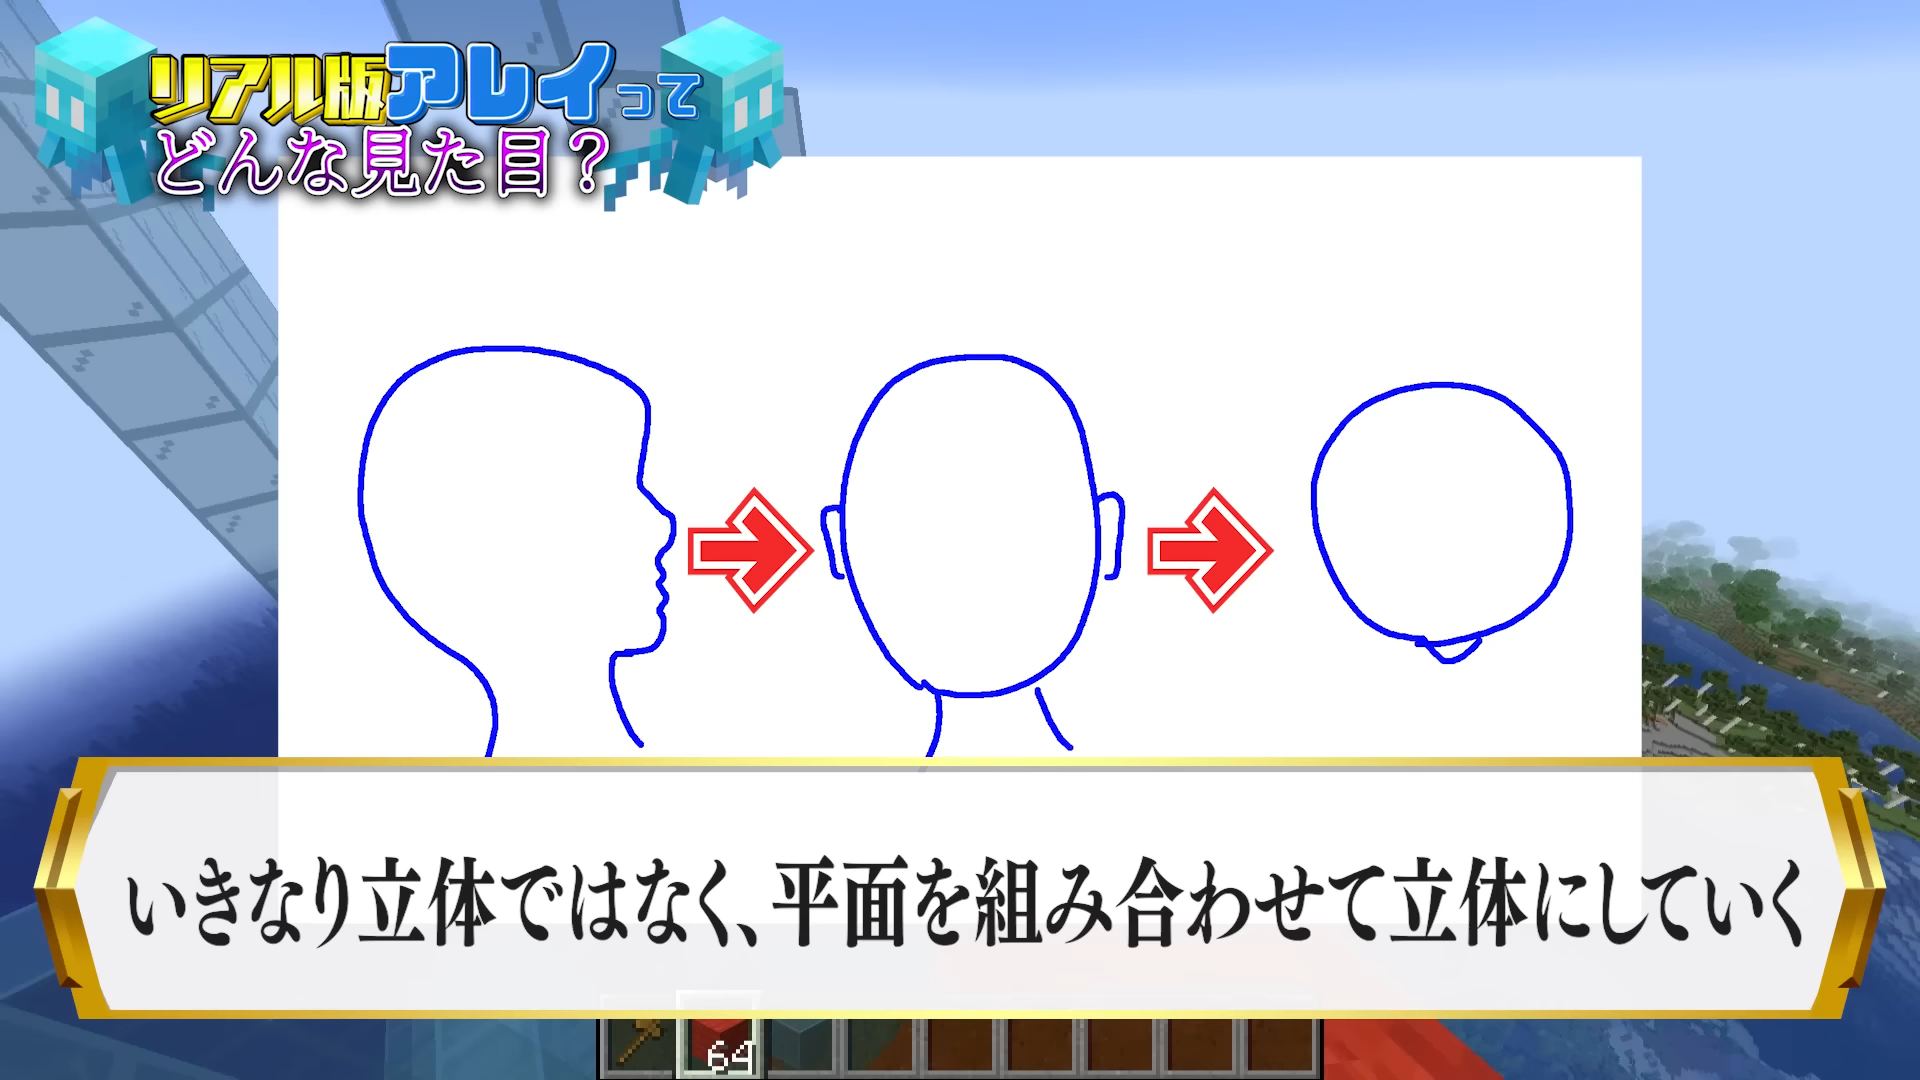 リアル版アレイって
どんな見た目？
いきなり立体ではなく、平面を組み合わせて立体にしていく
64